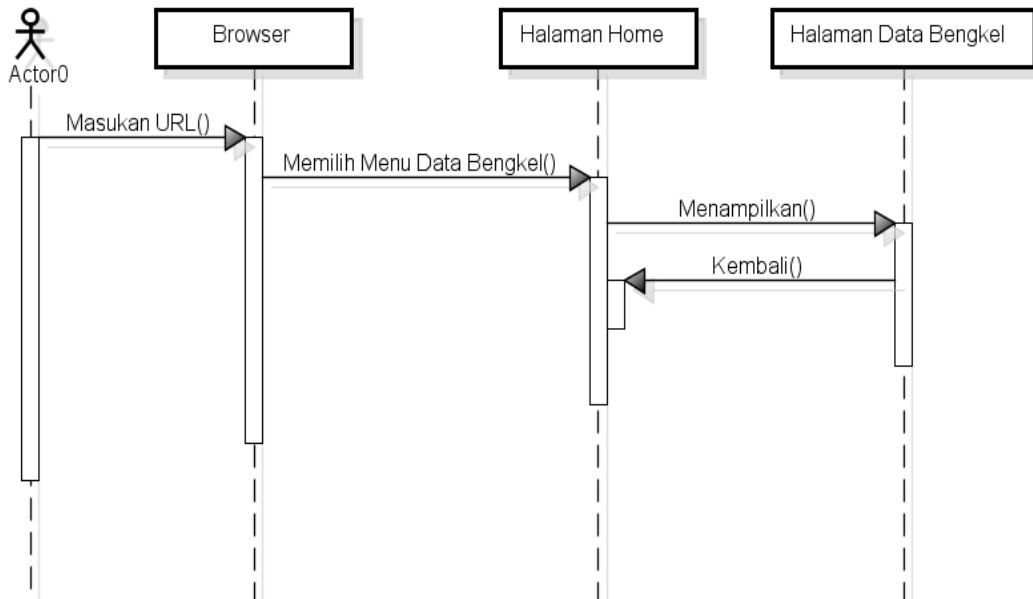 Browser
Halaman Home
Halaman Data Bengkel
Actor0
Masukan URL()
Memilih Menu Data Bengkel()
Menampilkan()
Kembali()